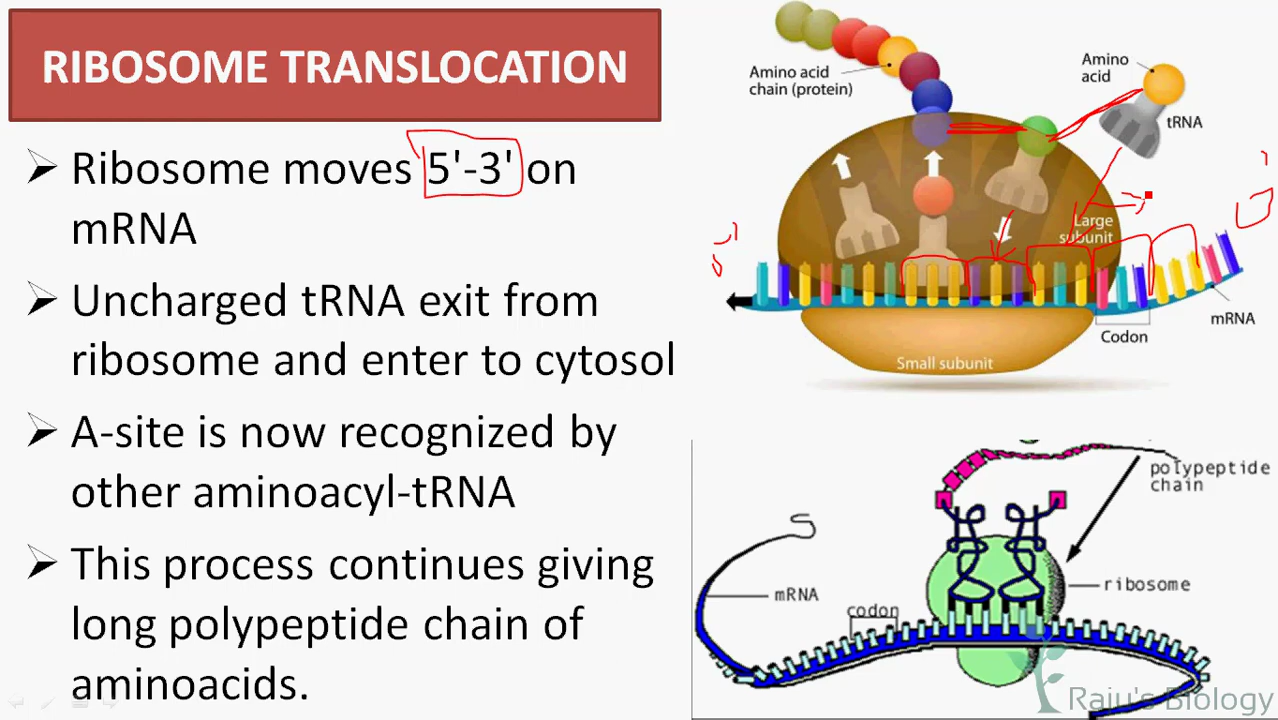 RIBOSOME TRANSLOCATION
Ribosome moves 5'-3' on
mRNA
Uncharged tRNA exit from
ribosome and enter to cytosol
A-site is now recognized by
other aminoacyl-tRNA
This process continues giving
long polypeptide chain of
aminoacids.
Amino acid
chain (protein)
Amino
acid
tRNA
Large
subunit
mRNA
Codon
Small subunit
polypeptide
chain
ribosome
mRNA
codon
Raju's Biology